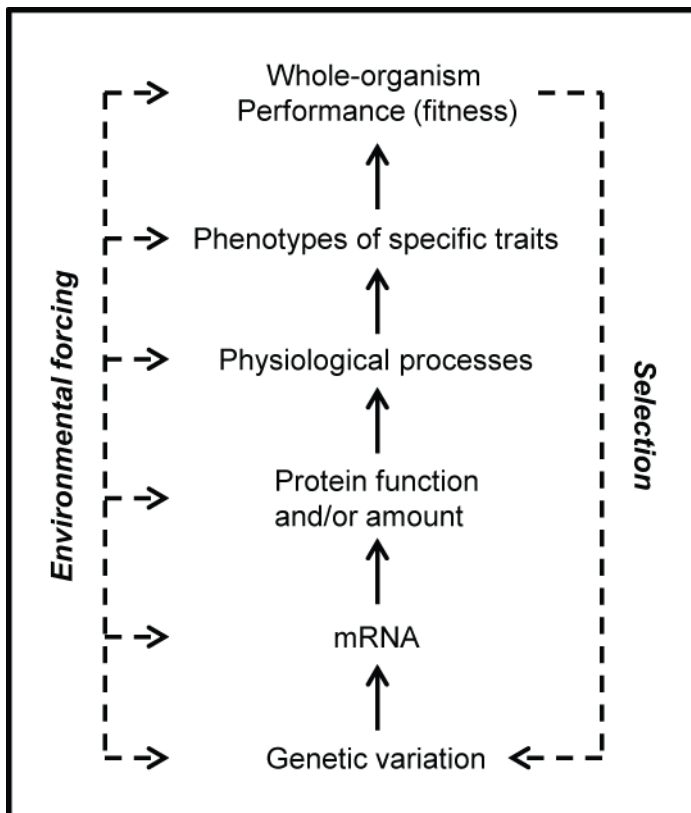 Whole-organism
Performance (fitness)
Phenotypes of specific traits
Environmental forcing
Physiological processes
Selection
Protein function
and/or amount
mRNA
Genetic variation